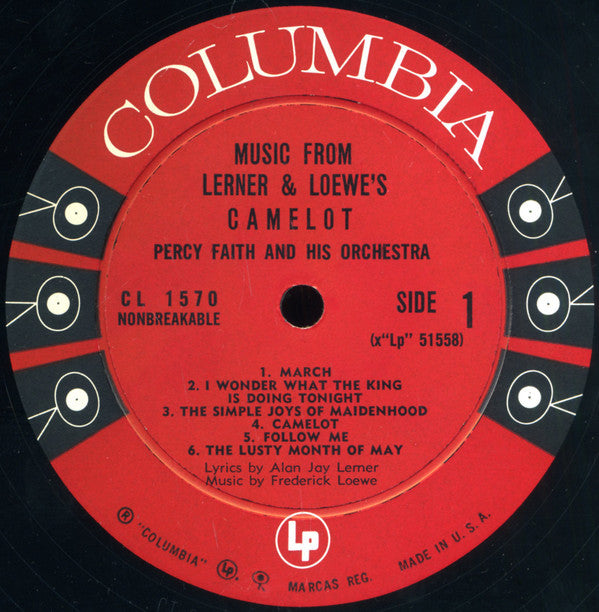 COLUMBIA
MUSIC FROM
LERNER & LOEWE'S
CAMELOT
PERCY FAITH AND HIS ORCHESTRA
CL 1570
NONBREAKABLE
SIDE 1
(x"Lp" 51558)
1. MARCH
2. I WONDER WHAT THE KING
IS DOING TONIGHT
3. THE SIMPLE JOYS OF MAIDENHOOD
4. CAMELOT
5. FOLLOW ME
6. THE LUSTY MONTH OF MAY
Lyrics by Alan Jay Lerner
Music by Frederick Loewe
Lp
® "COLUMBIA" Lp MARCAS REG. MADE IN U. S. A.